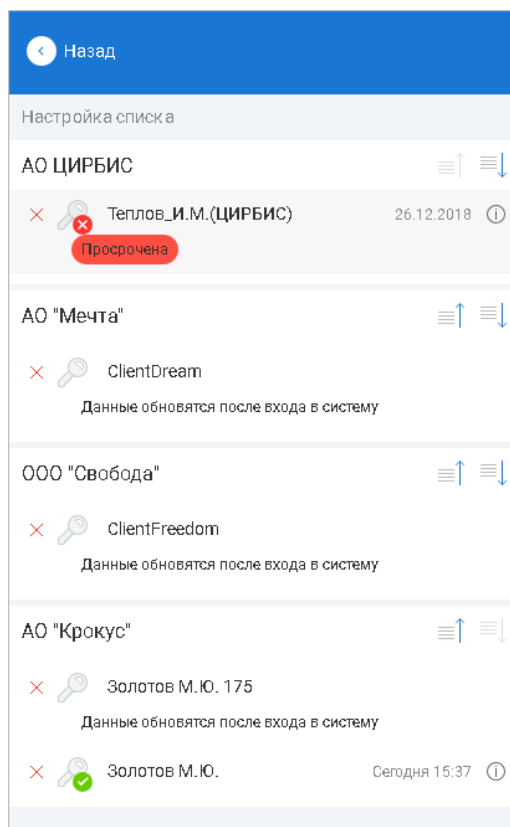 Назад
Настройка списка
АО ЦИРБИС
Теплов_И.М.(ЦИРБИС) 26.12.2018
Просрочена
АО "Мечта"
ClientDream
Данные обновятся после входа в систему
ООО "Свобода"
ClientFreedom
Данные обновятся после входа в систему
АО "Крокус"
Золотов М.Ю. 175
Данные обновятся после входа в систему
Золотов М.Ю. Сегодня 15:37